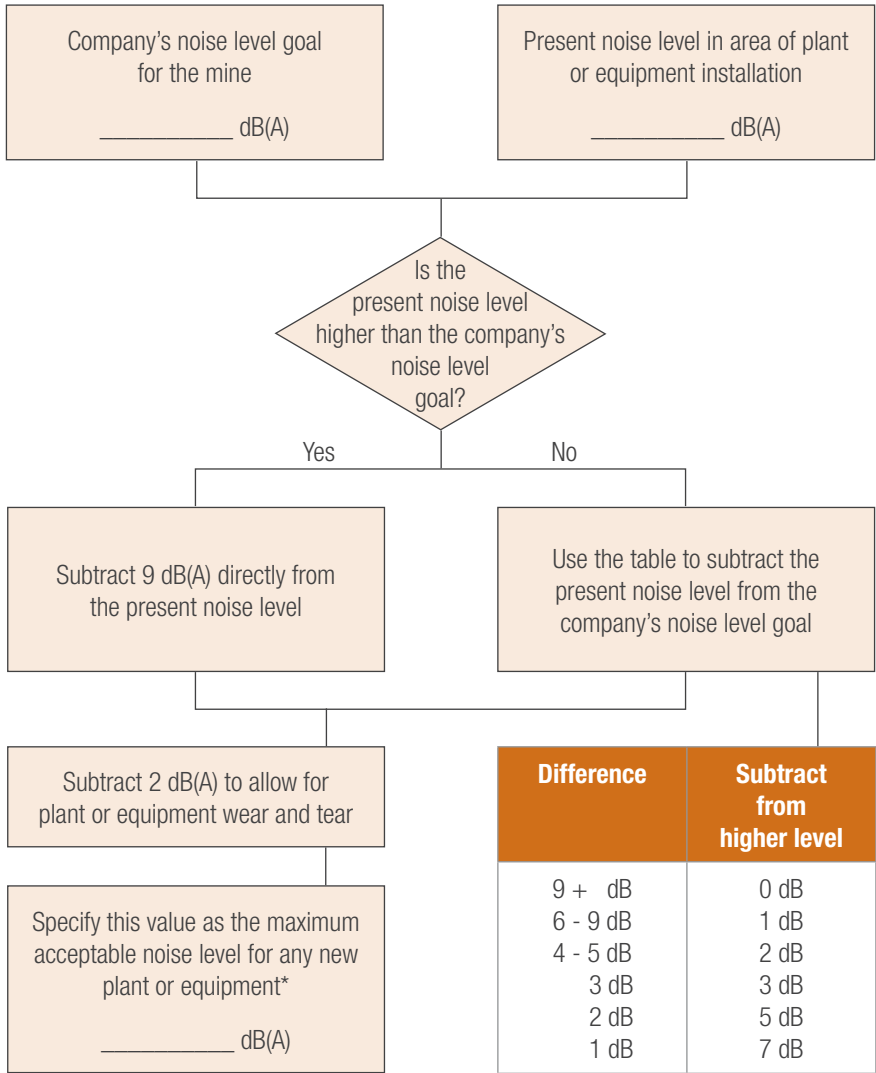 Company's noise level goal
for the mine
__________ dB(A)
Present noise level in area of plant
or equipment installation
__________ dB(A)
Is the
present noise level
higher than the company's
noise level
goal?
Yes
No
Subtract 9 dB(A) directly from
the present noise level
Use the table to subtract the
present noise level from the
company's noise level goal
Subtract 2 dB(A) to allow for
plant or equipment wear and tear
Specify this value as the maximum
acceptable noise level for any new
plant or equipment*
__________ dB(A)
Difference
Subtract
from
higher level
9 + dB 0 dB
6 - 9 dB 1 dB
4 - 5 dB 2 dB
3 dB 3 dB
2 dB 5 dB
1 dB 7 dB